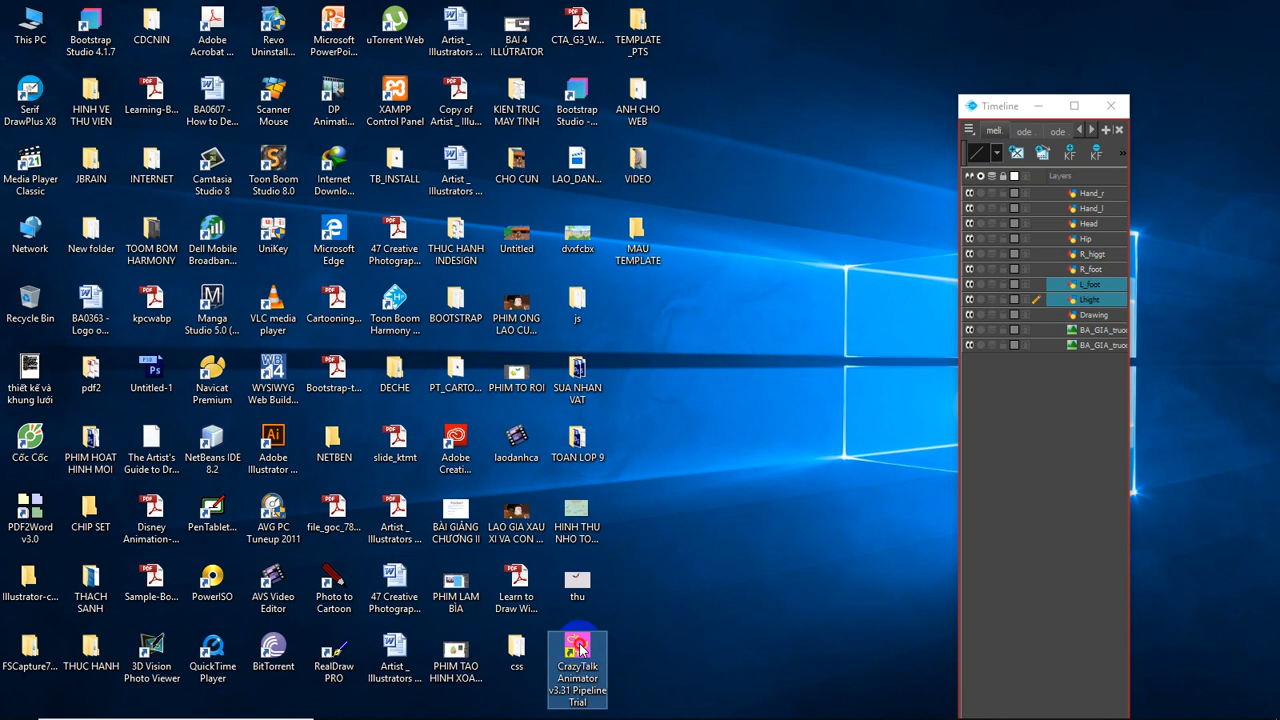 This PC
Bootstrap
Studio 4.1.7
CDCNIN
Adobe
Acrobat ...
Revo
Uninstall...
Microsoft
PowerPoi...
uTorrent Web
Artist _
Illustrators ...
BAI 4
ILLÚTRATOR
CTA_G3_W...
TEMPLATE
_PTS
Serif
DrawPlus X8
HINH VE
THU VIEN
Learning-B...
BA0607 -
How to De...
Scanner
Mouse
DP
Animati...
XAMPP
Control Panel
Copy of
Artist _ Illu...
KIEN TRUC
MAY TINH
Bootstrap
Studio -...
ANH CHO
WEB
Media Player
Classic
JBRAIN
INTERNET
Camtasia
Studio 8
Toon Boom
Studio 8.0
Internet
Downlo...
TB_INSTALL
Artist _
Illustrators ...
CHO CUN
LAO_DAN...
VIDEO
Network
New folder
TOOM BOM
HARMONY
Dell Mobile
Broadban...
UniKey
Microsoft
Edge
47 Creative
Photograp...
THUC HANH
INDESIGN
Untitled
dvxfcbx
MAU
TEMPLATE
Recycle Bin
BA0363 -
Logo o...
kpcwapb
Manga
Studio 5.0 (...
VLC media
player
Cartooning...
Toon Boom
Harmony ...
BOOTSTRAP
PHIM ONG
LAO CU...
js
thiết kế và
khung lưới
pdf2
Untitled-1
Navicat
Premium
WYSIWYG
Web Build...
Bootstrap-t...
DECHE
PT_CARTO...
PHIM TO ROI
SUA NHAN
VAT
Cốc Cốc
PHIM HOAT
HINH MOI
The Artist's
Guide to Dr...
NetBeans IDE
8.2
Adobe
Illustrator ...
NETBEN
slide_ktmt
Adobe
Creati...
laodanhca
TOAN LOP 9
PDF2Word
v3.0
CHIP SET
Disney
Animation-...
PenTablet...
AVG PC
Tuneup 2011
file_goc_78...
Artist _
Illustrators ...
BÀI GIẢNG
CHƯƠNG II
LAO GIA XAU
XI VA CON ...
HINH THU
NHO TO...
Illustrator-c...
THACH
SANH
Sample-Bo...
PowerISO
AVS Video
Editor
Photo to
Cartoon
47 Creative
Photograp...
PHIM LAM
BÌA
Learn to
Draw Wi...
thu
FSCapture7...
THUC HANH
3D Vision
Photo Viewer
QuickTime
Player
BitTorrent
RealDraw
PRO
Artist _
Illustrators ...
PHIM TAO
HINH XOA...
css
CrazyTalk
Animator
v3.31 Pipeline
Trial
Timeline
meli.
ode
ode
KF
KF
Layers
Hand_r
Hand_l
Head
Hip
R_higgt
R_foot
L_foot
Lhight
Drawing
BA_GIA_truoc
BA_GIA_truoc